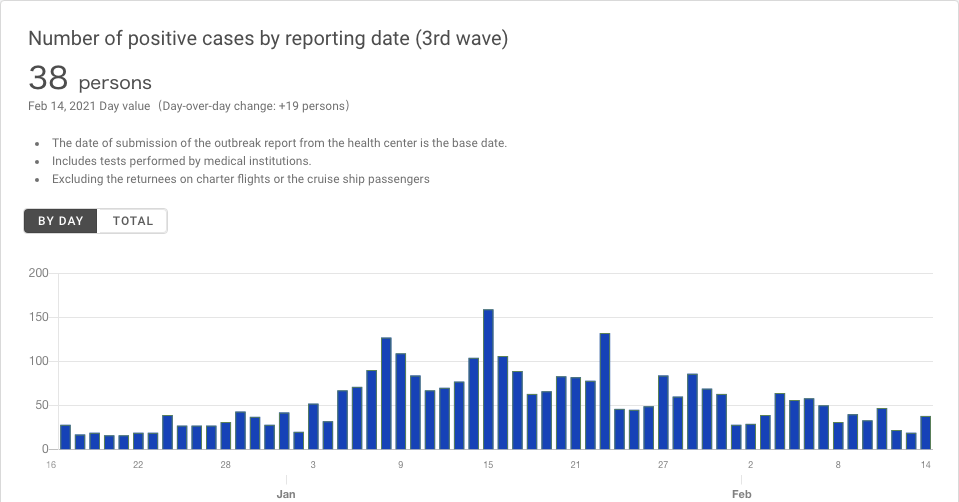 Number of positive cases by reporting date (3rd wave)
38 persons
Feb 14, 2021 Day value（Day-over-day change: +19 persons）
The date of submission of the outbreak report from the health center is the base date.
Includes tests performed by medical institutions.
Excluding the returnees on charter flights or the cruise ship passengers
BY DAY TOTAL
200
150
100
50
0
16 22 28 3 9 15 21 27 2 8 14
Jan Feb